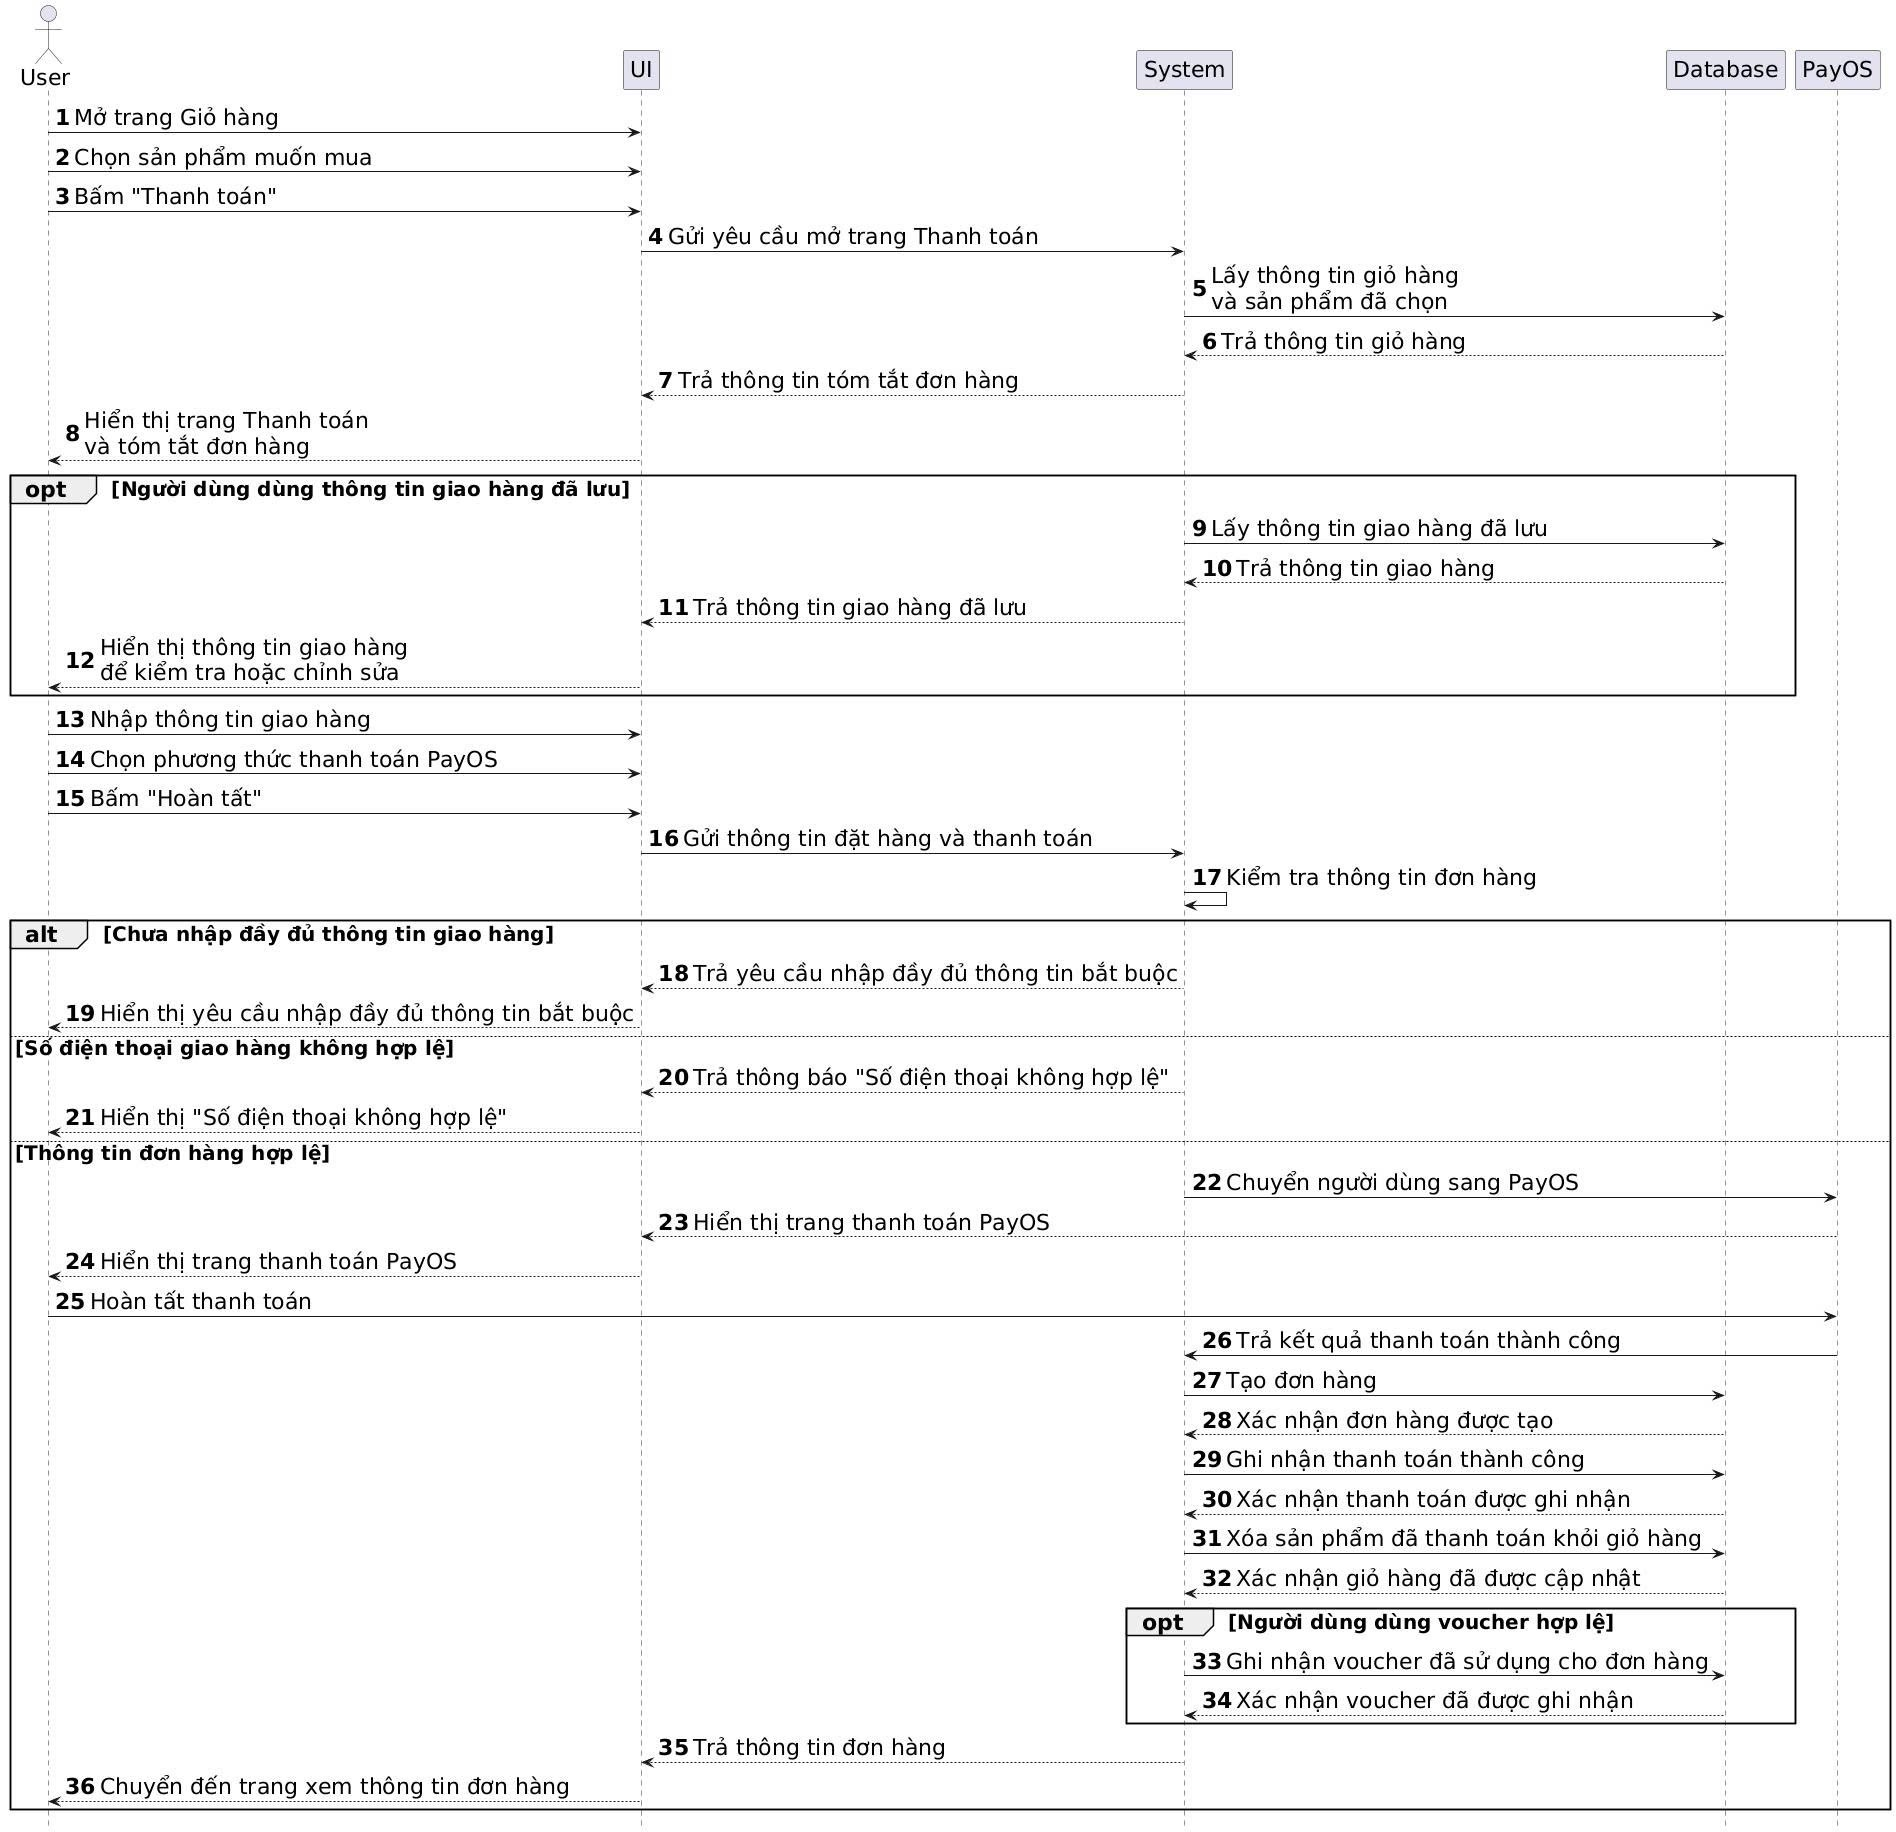 User
UI
System
Database
PayOS
1 Mở trang Giỏ hàng
2 Chọn sản phẩm muốn mua
3 Bấm "Thanh toán"
4 Gửi yêu cầu mở trang Thanh toán
5 Lấy thông tin giỏ hàng
và sản phẩm đã chọn
6 Trả thông tin giỏ hàng
7 Trả thông tin tóm tắt đơn hàng
8 Hiển thị trang Thanh toán
và tóm tắt đơn hàng
opt [Người dùng dùng thông tin giao hàng đã lưu]
9 Lấy thông tin giao hàng đã lưu
10 Trả thông tin giao hàng
11 Trả thông tin giao hàng đã lưu
12 Hiển thị thông tin giao hàng
để kiểm tra hoặc chỉnh sửa
13 Nhập thông tin giao hàng
14 Chọn phương thức thanh toán PayOS
15 Bấm "Hoàn tất"
16 Gửi thông tin đặt hàng và thanh toán
17 Kiểm tra thông tin đơn hàng
alt [Chưa nhập đầy đủ thông tin giao hàng]
18 Trả yêu cầu nhập đầy đủ thông tin bắt buộc
19 Hiển thị yêu cầu nhập đầy đủ thông tin bắt buộc
[Số điện thoại giao hàng không hợp lệ]
20 Trả thông báo "Số điện thoại không hợp lệ"
21 Hiển thị "Số điện thoại không hợp lệ"
[Thông tin đơn hàng hợp lệ]
22 Chuyển người dùng sang PayOS
23 Hiển thị trang thanh toán PayOS
24 Hiển thị trang thanh toán PayOS
25 Hoàn tất thanh toán
26 Trả kết quả thanh toán thành công
27 Tạo đơn hàng
28 Xác nhận đơn hàng được tạo
29 Ghi nhận thanh toán thành công
30 Xác nhận thanh toán được ghi nhận
31 Xóa sản phẩm đã thanh toán khỏi giỏ hàng
32 Xác nhận giỏ hàng đã được cập nhật
opt [Người dùng dùng voucher hợp lệ]
33 Ghi nhận voucher đã sử dụng cho đơn hàng
34 Xác nhận voucher đã được ghi nhận
35 Trả thông tin đơn hàng
36 Chuyển đến trang xem thông tin đơn hàng